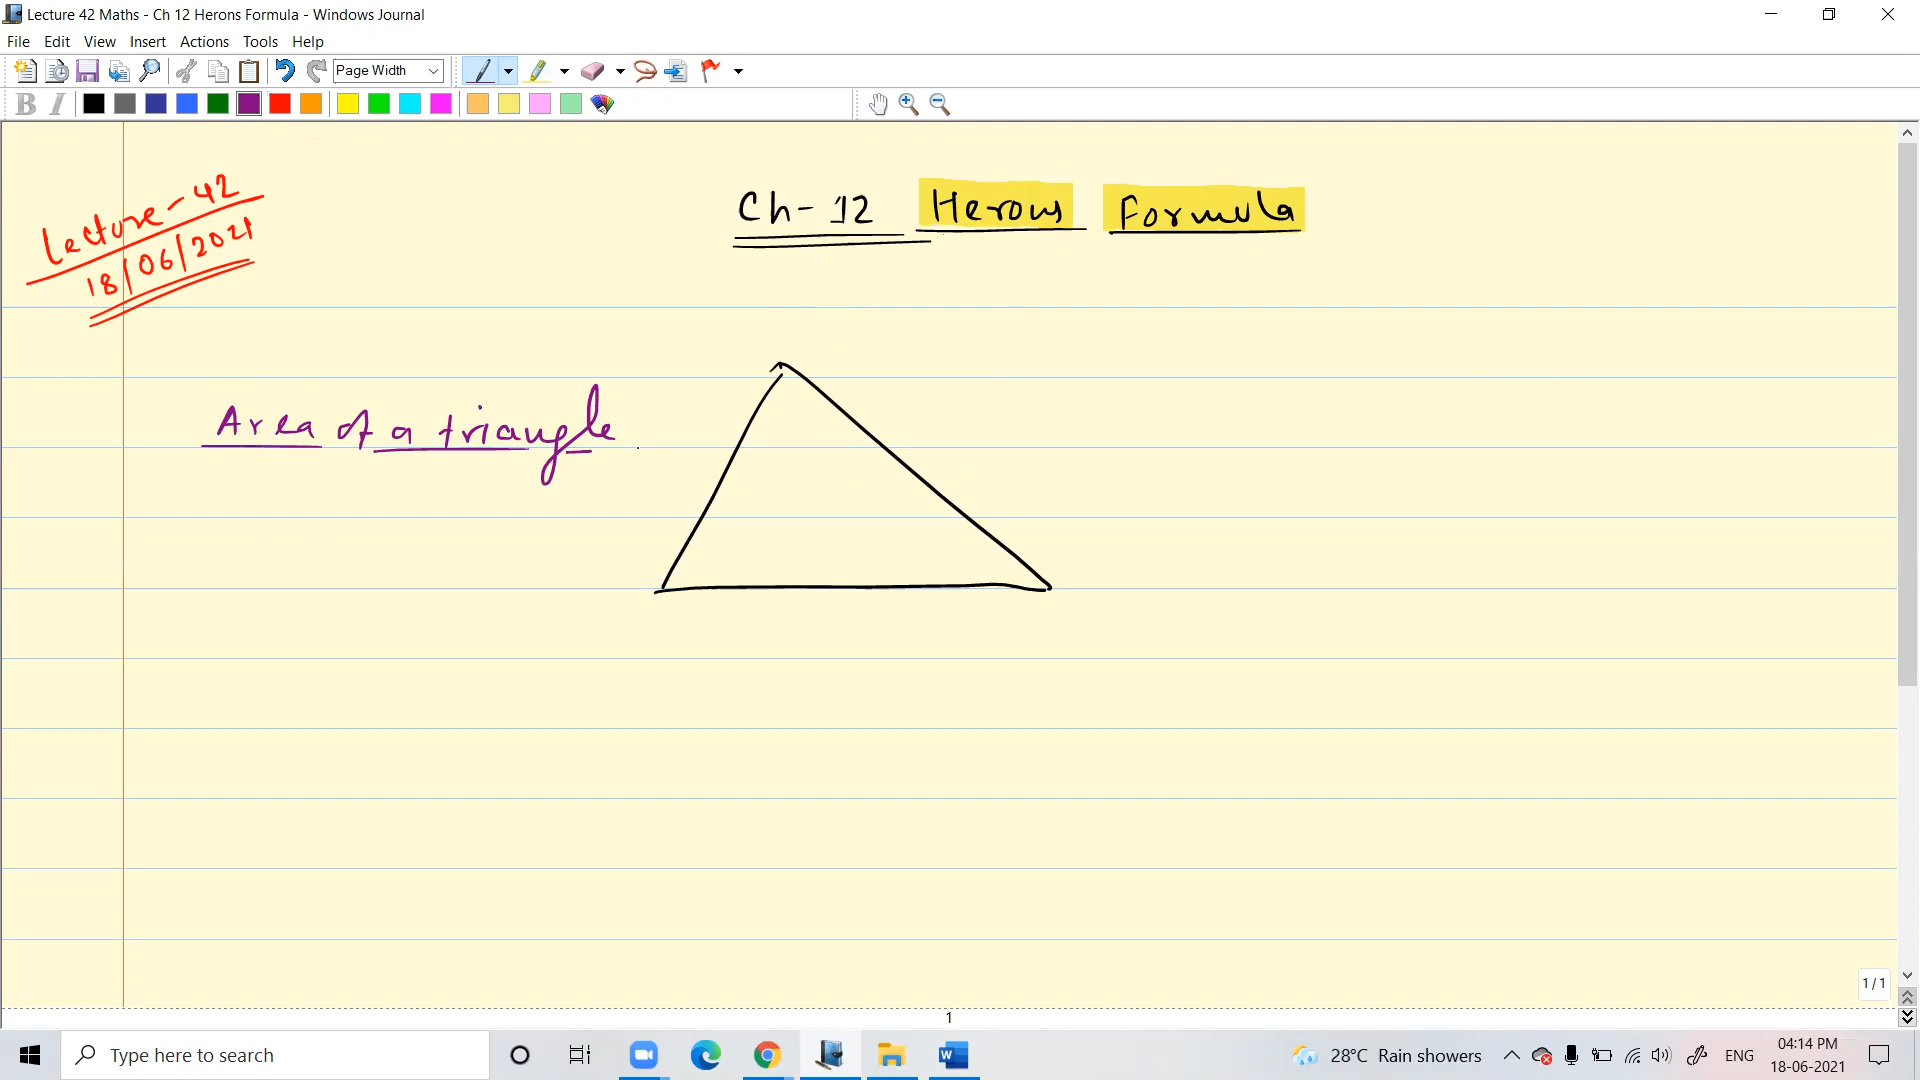 Lecture 42 Maths - Ch 12 Herons Formula - Windows Journal
File Edit View Insert Actions Tools Help
Page Width
B I
Lecture - 42
18/06/2021
Ch - 12 Herons Formula
Area of a triangle
1 / 1
1
Type here to search
28°C Rain showers
ENG
04:14 PM
18-06-2021